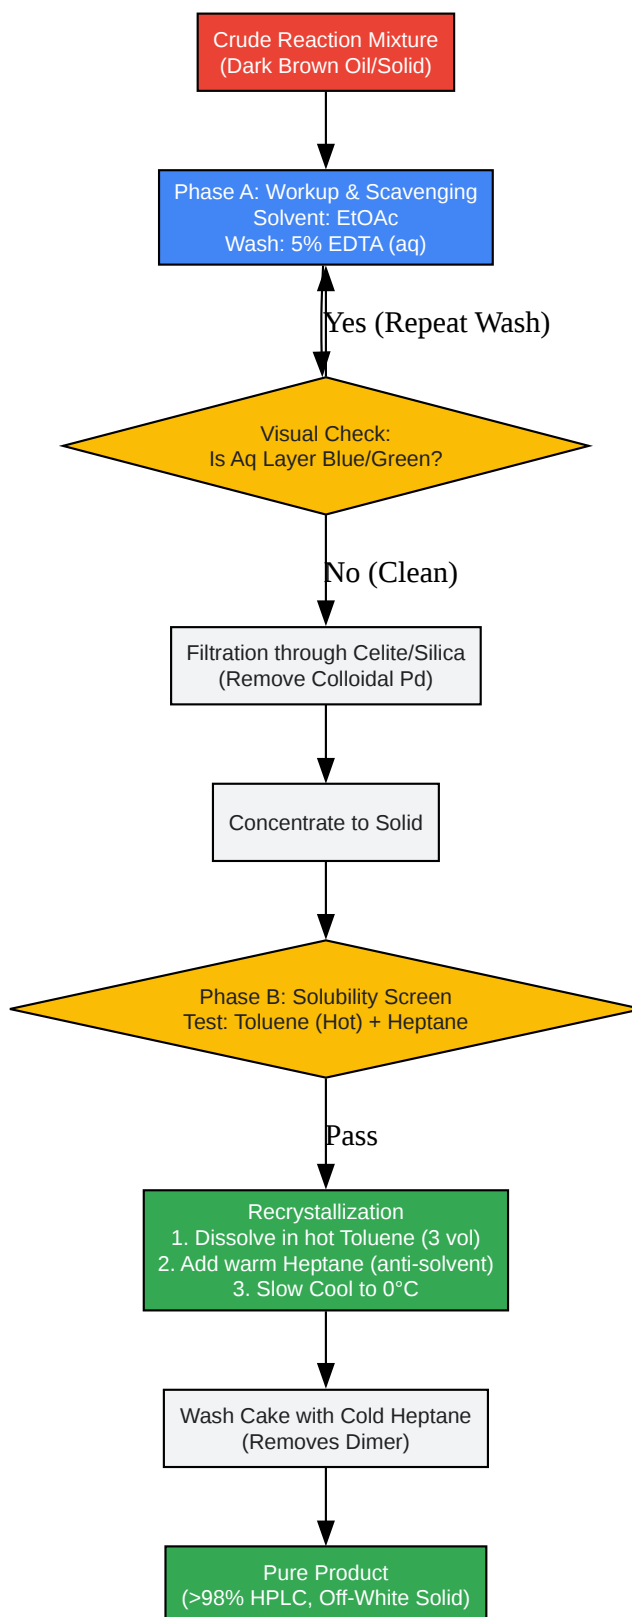 Crude Reaction Mixture
(Dark Brown Oil/Solid)
Phase A: Workup & Scavenging
Solvent: EtOAc
Wash: 5% EDTA (aq)
Yes (Repeat Wash)
Visual Check:
Is Aq Layer Blue/Green?
No (Clean)
Filtration through Celite/Silica
(Remove Colloidal Pd)
Concentrate to Solid
Phase B: Solubility Screen
Test: Toluene (Hot) + Heptane
Pass
Recrystallization
1. Dissolve in hot Toluene (3 vol)
2. Add warm Heptane (anti-solvent)
3. Slow Cool to 0°C
Wash Cake with Cold Heptane
(Removes Dimer)
Pure Product
(>98% HPLC, Off-White Solid)